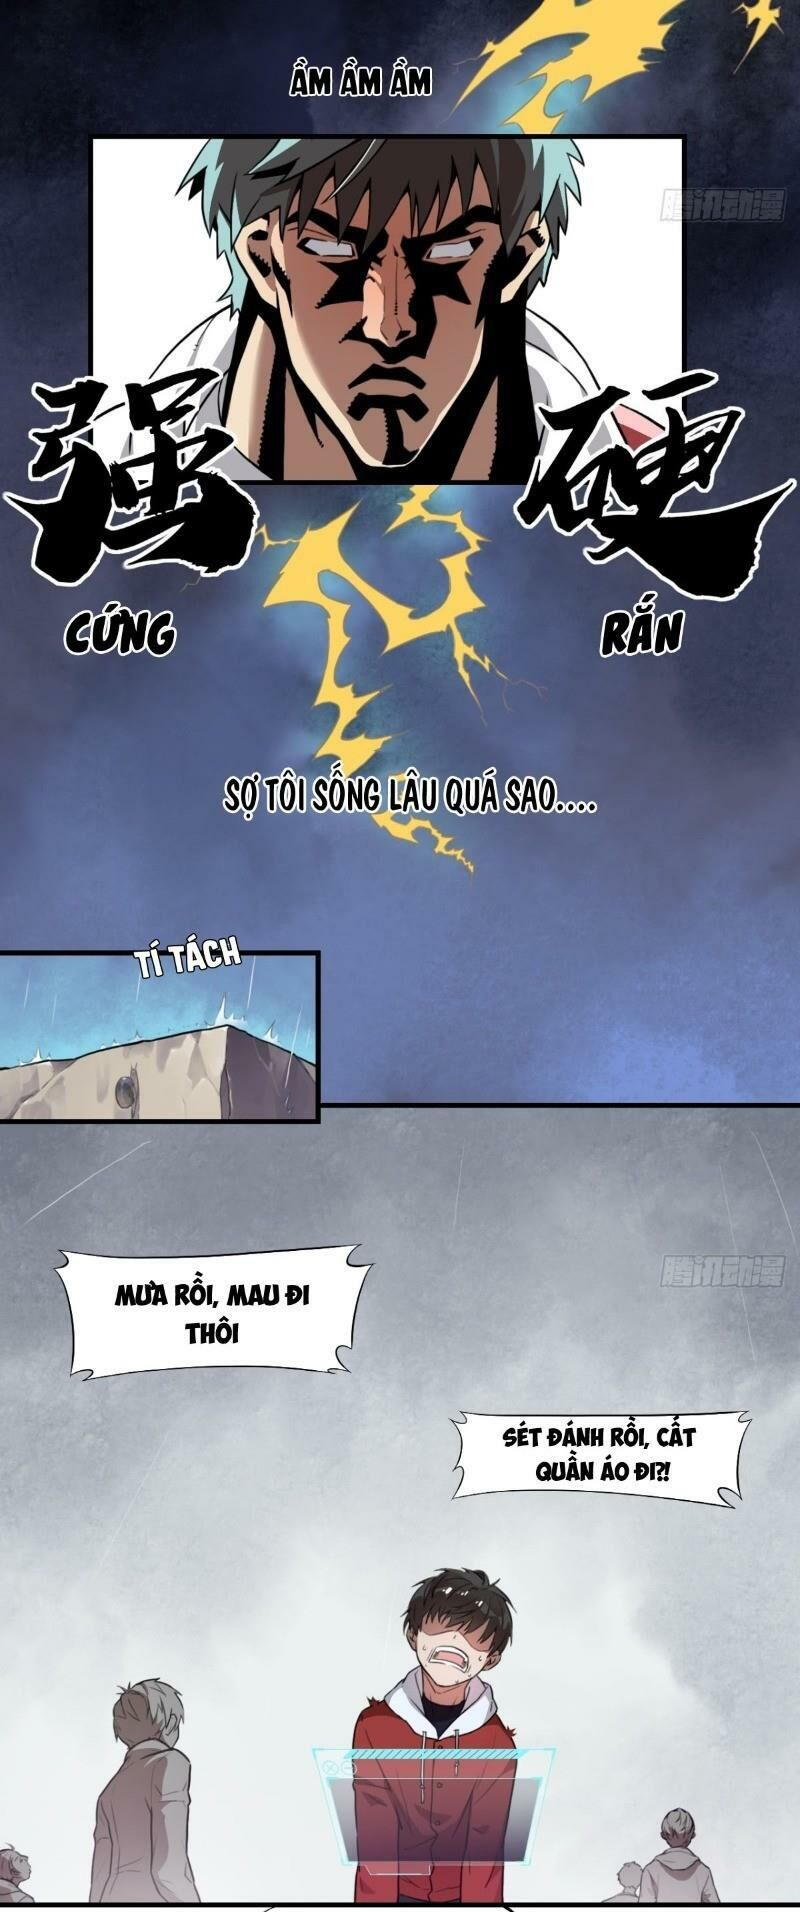 ẦM ẦM ẦM
腾讯动漫
强 硬
CỨNG RẮN
SỢ TÔI SỐNG LÂU QUÁ SAO....
TÍ TÁCH
腾讯动漫
MƯA RỒI, MAU ĐI
THÔI
SÉT ĐÁNH RỒI, CẤT
QUẦN ÁO ĐI?!